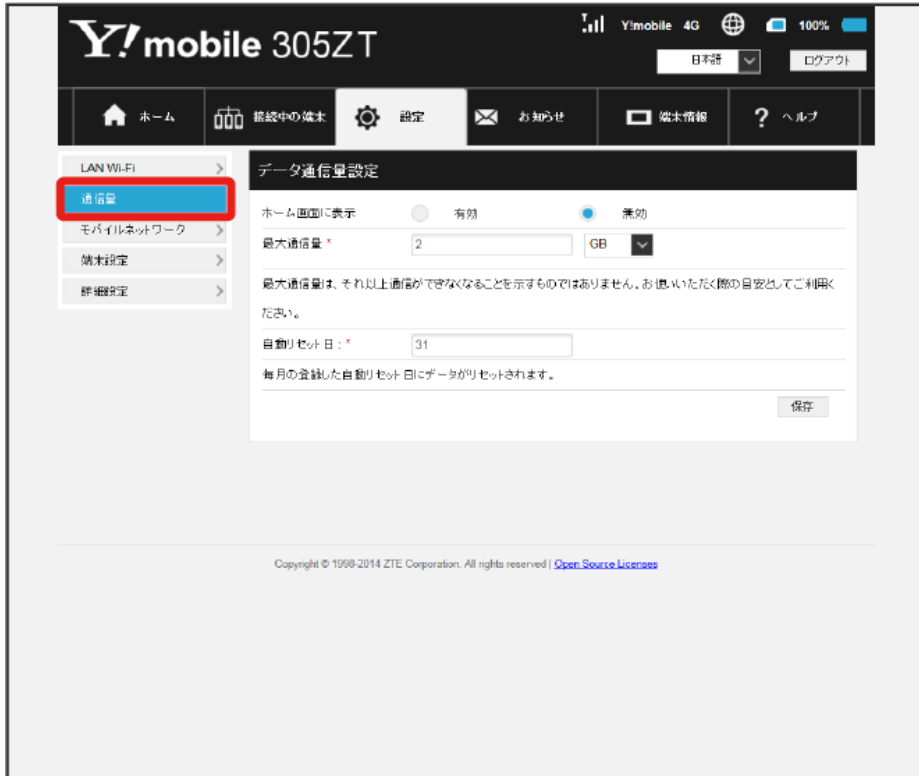 Y! mobile 305ZT
Y!mobile 4G 100%
日本語 ログアウト
ホーム 接続中の端末 設定 お知らせ 端末情報 ? ヘルプ
LAN Wi-Fi
通信量
モバイルネットワーク
端末設定
詳細設定
データ通信量設定
ホーム画面に表示 有効 無効
最大通信量 * 2 GB
最大通信量は、それ以上通信ができなくなることを示すものではありません。お使いいただく際の目安としてご利用く
ださい。
自動リセット日 : * 31
毎月の登録した自動リセット日にデータがリセットされます。
保存
Copyright © 1998-2014 ZTE Corporation. All rights reserved | Open Source Licenses